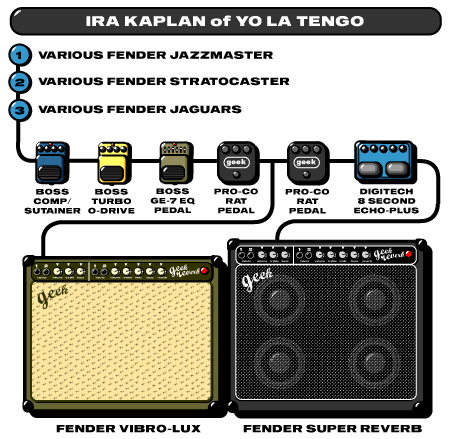 IRA KAPLAN of YO LA TENGO
1 VARIOUS FENDER JAZZMASTER
2 VARIOUS FENDER STRATOCASTER
3 VARIOUS FENDER JAGUARS
geek
geek
BOSS
COMP/
SUTAINER
BOSS
TURBO
O-DRIVE
BOSS
GE-7 EQ
PEDAL
PRO-CO
RAT
PEDAL
PRO-CO
RAT
PEDAL
DIGITECH
8 SECOND
ECHO-PLUS
geek reverb
geek
geek reverb
geek
FENDER VIBRO-LUX
FENDER SUPER REVERB